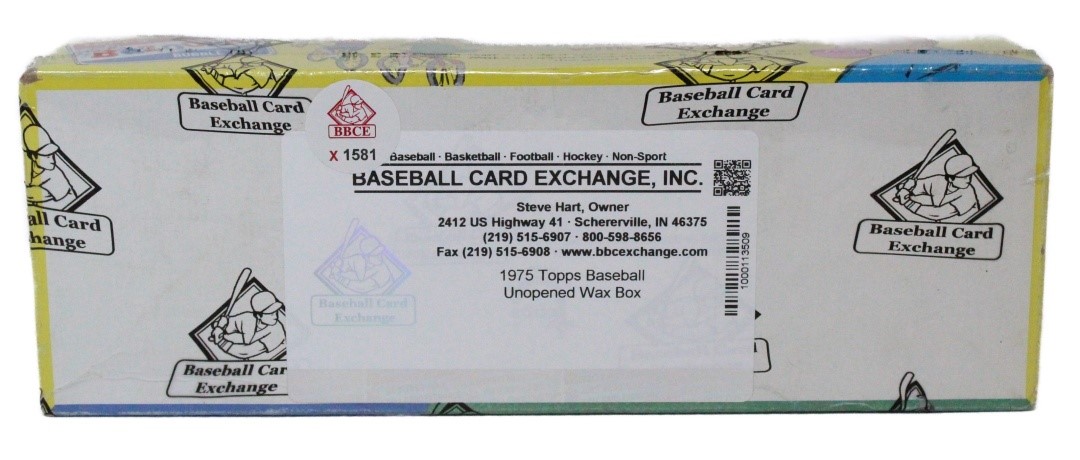 Baseball Card
Exchange
Baseball Card
Exchange
BBCE
X 1581
Baseball · Basketball · Football · Hockey · Non-Sport
BASEBALL CARD EXCHANGE, INC.
Steve Hart, Owner
2412 US Highway 41 · Schererville, IN 46375
(219) 515-6907 · 800-598-8656
Fax (219) 515-6908 · www.bbcexchange.com
1975 Topps Baseball
Unopened Wax Box
1000113509
all Card
hange
Baseball Card
Exchange
Baseball Card
Exchange
Baseball Car
Exchange